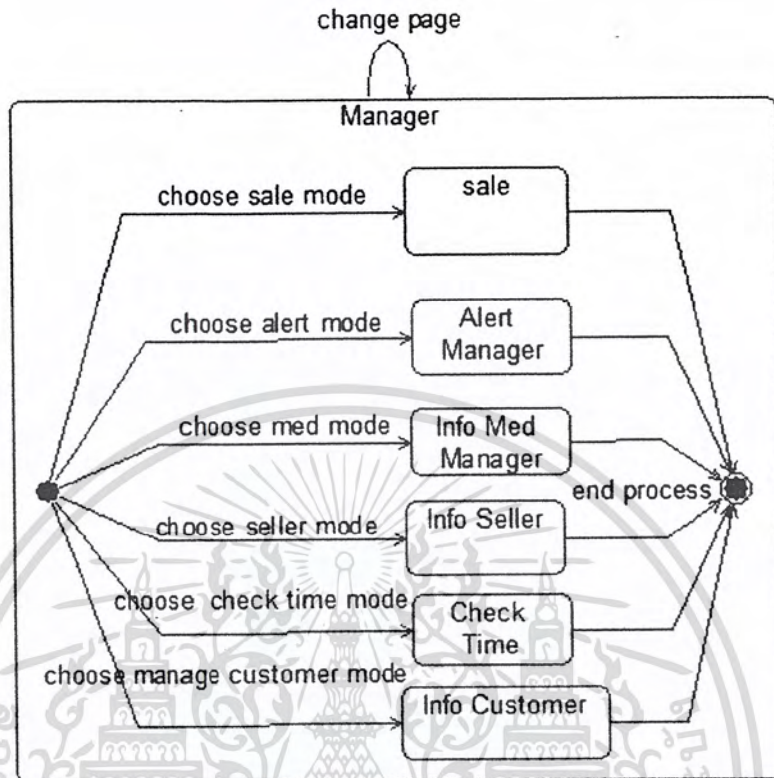 change page
Manager
choose sale mode
sale
choose alert mode
Alert
Manager
choose med mode
Info Med
Manager
end process
choose seller mode
Info Seller
choose check time mode
Check
Time
choose manage customer mode
Info Customer